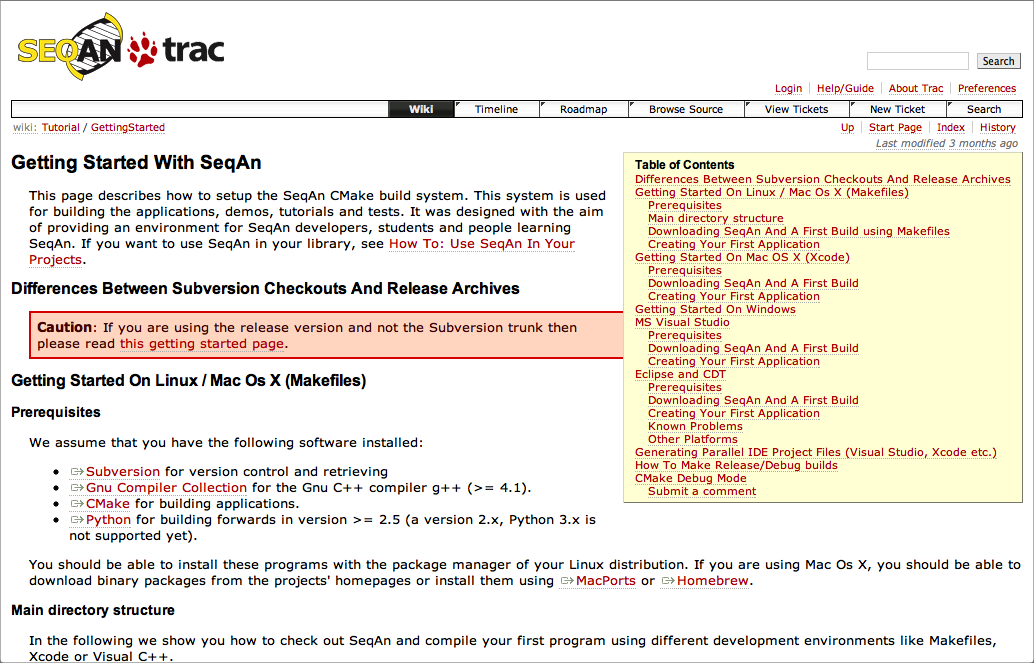 SEQAN trac
Search
Login Help/Guide About Trac Preferences
Wiki Timeline Roadmap Browse Source View Tickets New Ticket Search
wiki: Tutorial / GettingStarted
Up Start Page Index History
Last modified 3 months ago
Getting Started With SeqAn
This page describes how to setup the SeqAn CMake build system. This system is used
for building the applications, demos, tutorials and tests. It was designed with the aim
of providing an environment for SeqAn developers, students and people learning
SeqAn. If you want to use SeqAn in your library, see How To: Use SeqAn In Your
Projects.
Differences Between Subversion Checkouts And Release Archives
Caution: If you are using the release version and not the Subversion trunk then
please read this getting started page.
Table of Contents
Differences Between Subversion Checkouts And Release Archives
Getting Started On Linux / Mac Os X (Makefiles)
Prerequisites
Main directory structure
Downloading SeqAn And A First Build using Makefiles
Creating Your First Application
Getting Started On Mac OS X (Xcode)
Prerequisites
Downloading SeqAn And A First Build
Creating Your First Application
Getting Started On Windows
MS Visual Studio
Prerequisites
Downloading SeqAn And A First Build
Creating Your First Application
Eclipse and CDT
Prerequisites
Downloading SeqAn And A First Build
Creating Your First Application
Known Problems
Other Platforms
Generating Parallel IDE Project Files (Visual Studio, Xcode etc.)
How To Make Release/Debug builds
CMake Debug Mode
Submit a comment
Getting Started On Linux / Mac Os X (Makefiles)
Prerequisites
We assume that you have the following software installed:
• Subversion for version control and retrieving
• Gnu Compiler Collection for the Gnu C++ compiler g++ (>= 4.1).
• CMake for building applications.
• Python for building forwards in version >= 2.5 (a version 2.x, Python 3.x is
not supported yet).
You should be able to install these programs with the package manager of your Linux distribution. If you are using Mac Os X, you should be able to
download binary packages from the projects' homepages or install them using MacPorts or Homebrew.
Main directory structure
In the following we show you how to check out SeqAn and compile your first program using different development environments like Makefiles,
Xcode or Visual C++.